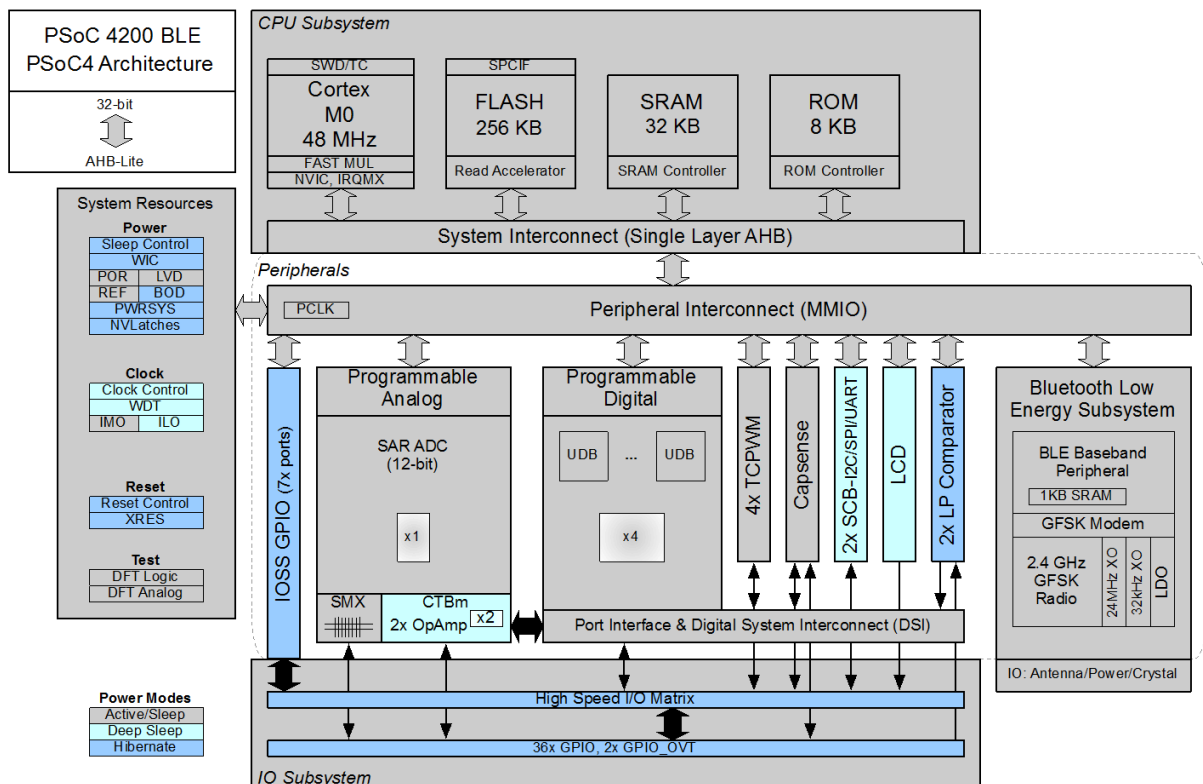 PSoC 4200 BLE
PSoC4 Architecture
32-bit
AHB-Lite
CPU Subsystem
SWD/TC
Cortex
M0
48 MHz
FAST MUL
NVIC, IRQMX
SPCIF
FLASH
256 KB
Read Accelerator
SRAM
32 KB
SRAM Controller
ROM
8 KB
ROM Controller
System Interconnect (Single Layer AHB)
System Resources
Power
Sleep Control
WIC
POR
LVD
REF
BOD
PWRSYS
NVLatches
Clock
Clock Control
WDT
IMO
ILO
Reset
Reset Control
XRES
Test
DFT Logic
DFT Analog
Peripherals
PCLK
Peripheral Interconnect (MMIO)
IOSS GPIO (7x ports)
Programmable
Analog
SAR ADC
(12-bit)
x1
SMX
CTBm
2x OpAmp
x2
Programmable
Digital
UDB
...
UDB
x4
4x TCPWM
Capsense
2x SCB-I2C/SPI/UART
LCD
2x LP Comparator
Port Interface & Digital System Interconnect (DSI)
Bluetooth Low
Energy Subsystem
BLE Baseband
Peripheral
1KB SRAM
GFSK Modem
2.4 GHz
GFSK
Radio
24MHz XO
32kHz XO
LDO
IO: Antenna/Power/Crystal
Power Modes
Active/Sleep
Deep Sleep
Hibernate
High Speed I/O Matrix
36x GPIO, 2x GPIO_OVT
IO Subsystem